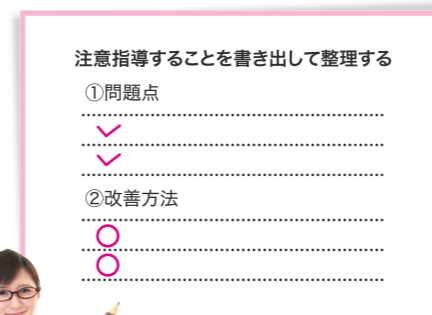 注意指導することを書き出して整理する
①問題点
②改善方法